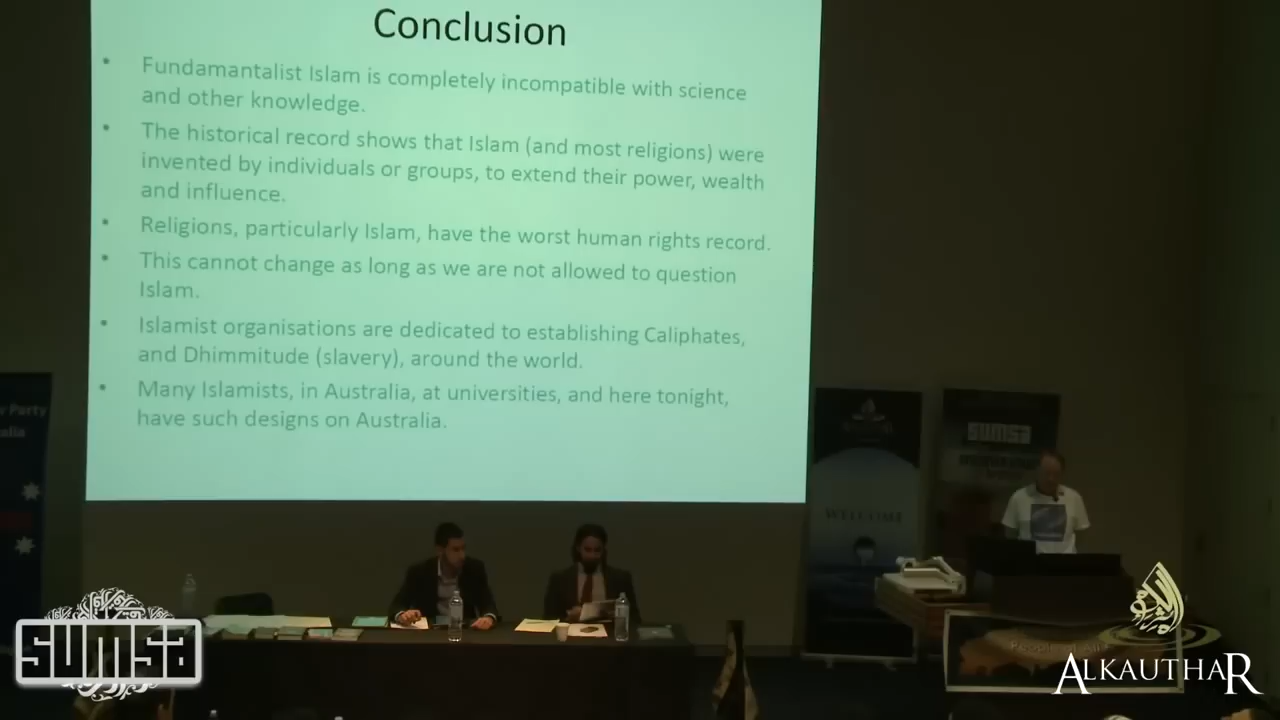 Conclusion
• Fundamantalist Islam is completely incompatible with science
and other knowledge.
• The historical record shows that Islam (and most religions) were
invented by individuals or groups, to extend their power, wealth
and influence.
• Religions, particularly Islam, have the worst human rights record.
• This cannot change as long as we are not allowed to question
Islam.
• Islamist organisations are dedicated to establishing Caliphates,
and Dhimmitude (slavery), around the world.
• Many Islamists, in Australia, at universities, and here tonight,
have such designs on Australia.
Party
alia
WELCOME
sumsa
sumsa
ALKAUTHAR